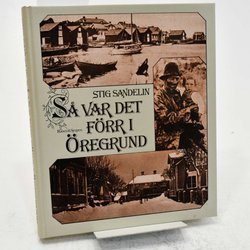 STIG SANDELIN
SÅ VAR DET
FÖRR I
ÖREGRUND